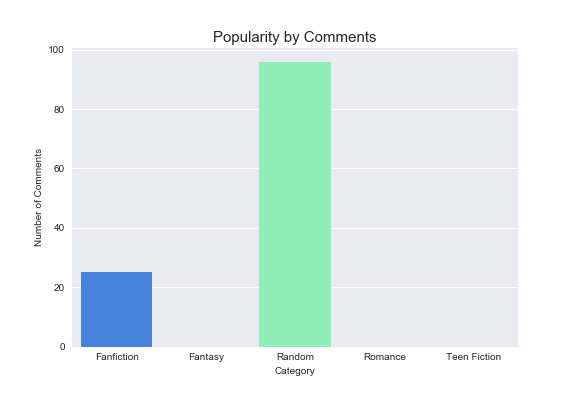 Popularity by Comments
100
80
60
40
20
0
Number of Comments
Fanfiction Fantasy Random Romance Teen Fiction
Category